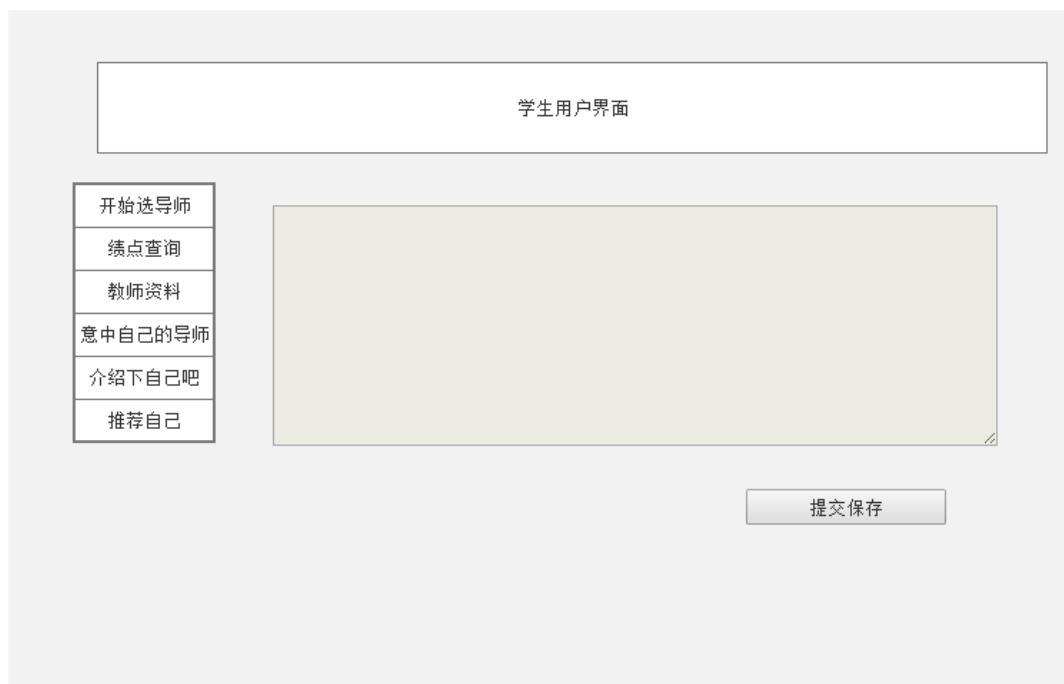 学生用户界面
开始选导师
绩点查询
教师资料
意中自己的导师
介绍下自己吧
推荐自己
提交保存